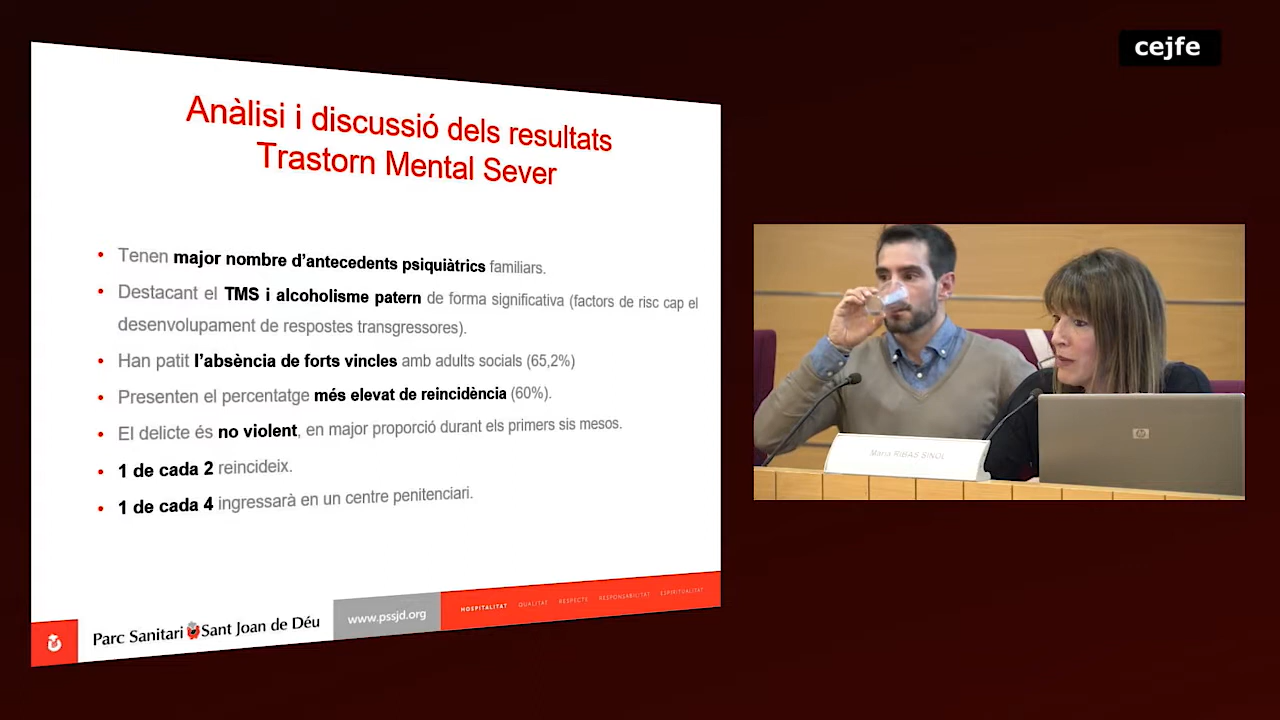 cejfe
Anàlisi i discussió dels resultats
Trastorn Mental Sever
• Tenen major nombre d'antecedents psiquiàtrics familiars.
• Destacant el TMS i alcoholisme patern de forma significativa (factors de risc cap el
desenvolupament de respostes transgressores).
• Han patit l'absència de forts vincles amb adults socials (65,2%)
• Presenten el percentatge més elevat de reincidència (60%).
• El delicte és no violent, en major proporció durant els primers sis mesos.
• 1 de cada 2 reincideix.
• 1 de cada 4 ingressarà en un centre penitenciari.
Maria RIBAS SIÑOL
hp
Parc Sanitari Sant Joan de Déu
www.pssjd.org
HOSPITALITAT QUALITAT RESPECTE RESPONSABILITAT ESPIRITUALITAT